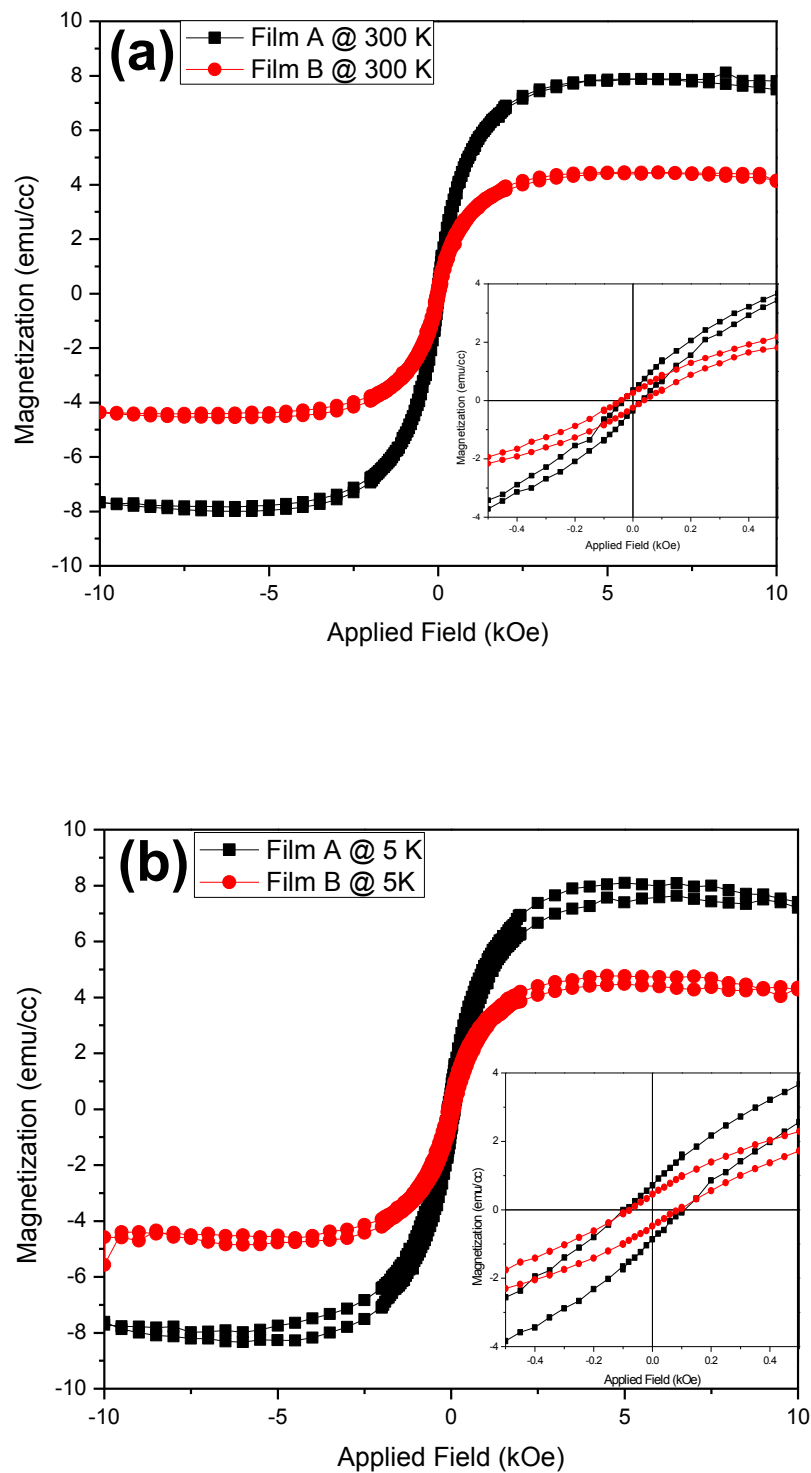 (a)
Film A @ 300 K
Film B @ 300 K
10
8
6
4
2
0
-2
-4
-6
-8
-10
Magnetization (emu/cc)
-10 -5 0 5 10
Applied Field (kOe)
4
2
0
-2
-4
Magnetization (emu/cc)
-0.4 -0.2 0.0 0.2 0.4
Applied Field (kOe)
(b)
Film A @ 5 K
Film B @ 5K
10
8
6
4
2
0
-2
-4
-6
-8
-10
Magnetization (emu/cc)
-10 -5 0 5 10
Applied Field (kOe)
4
2
0
-2
-4
Magnetization (emu/cc)
-0.4 -0.2 0.0 0.2 0.4
Applied Field (kOe)